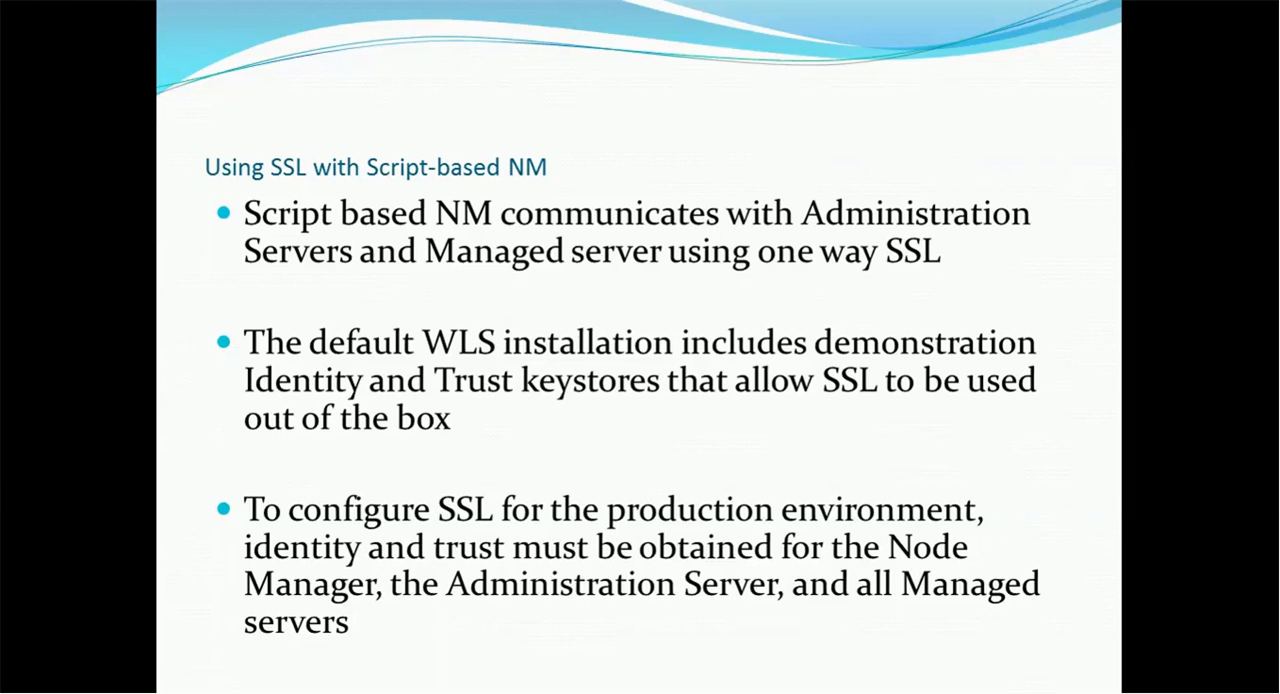 Using SSL with Script-based NM
Script based NM communicates with Administration
Servers and Managed server using one way SSL
The default WLS installation includes demonstration
Identity and Trust keystores that allow SSL to be used
out of the box
To configure SSL for the production environment,
identity and trust must be obtained for the Node
Manager, the Administration Server, and all Managed
servers